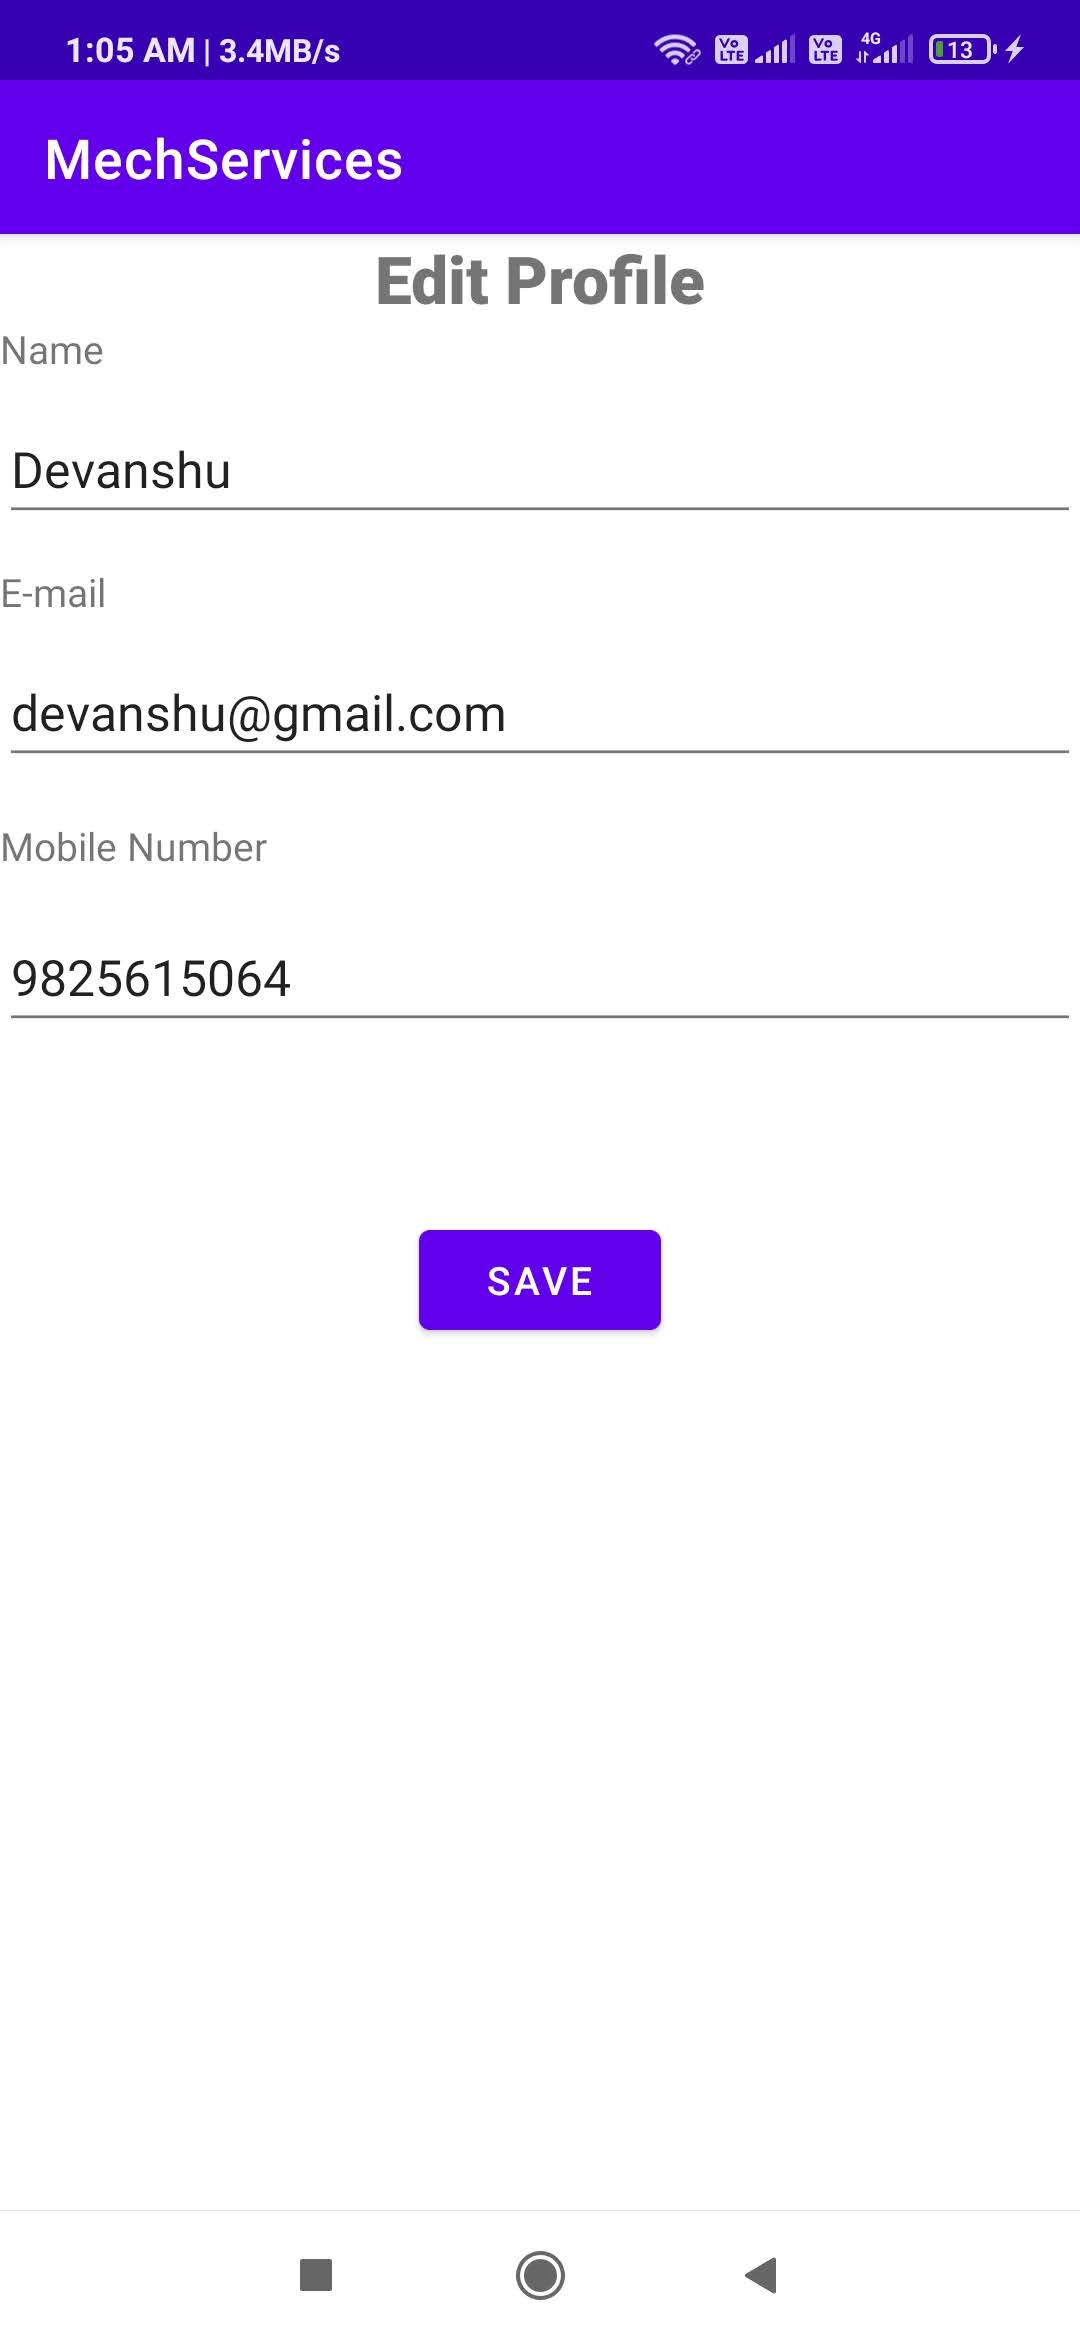 1:05 AM | 3.4MB/s Vo LTE Vo LTE 4G 13
MechServices
Edit Profile
Name
Devanshu
E-mail
devanshu@gmail.com
Mobile Number
9825615064
SAVE